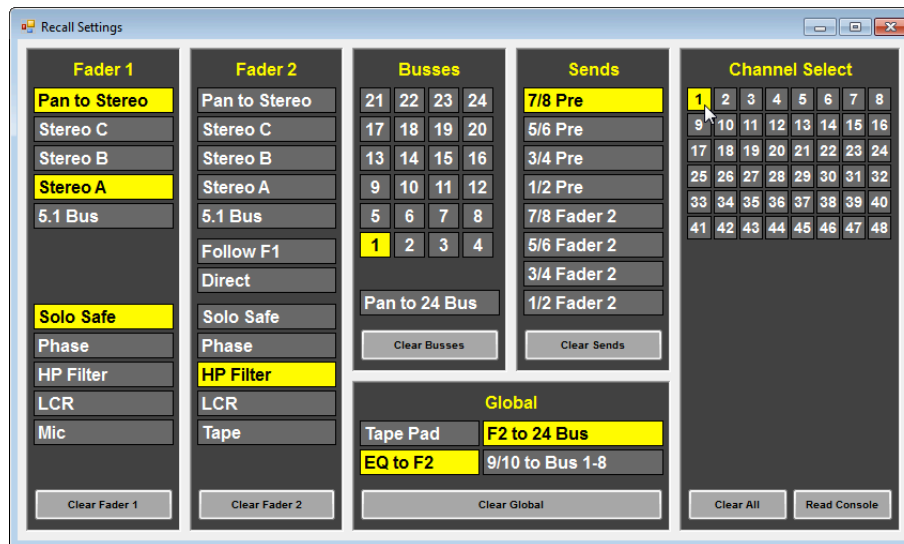 Recall Settings
Fader 1
Pan to Stereo
Stereo C
Stereo B
Stereo A
5.1 Bus
Solo Safe
Phase
HP Filter
LCR
Mic
Clear Fader 1
Fader 2
Pan to Stereo
Stereo C
Stereo B
Stereo A
5.1 Bus
Follow F1
Direct
Solo Safe
Phase
HP Filter
LCR
Tape
Clear Fader 2
Busses
21 22 23 24
17 18 19 20
13 14 15 16
9 10 11 12
5 6 7 8
1 2 3 4
Pan to 24 Bus
Clear Busses
Sends
7/8 Pre
5/6 Pre
3/4 Pre
1/2 Pre
7/8 Fader 2
5/6 Fader 2
3/4 Fader 2
1/2 Fader 2
Clear Sends
Global
Tape Pad F2 to 24 Bus
EQ to F2 9/10 to Bus 1-8
Clear Global
Channel Select
1 2 3 4 5 6 7 8
9 10 11 12 13 14 15 16
17 18 19 20 21 22 23 24
25 26 27 28 29 30 31 32
33 34 35 36 37 38 39 40
41 42 43 44 45 46 47 48
Clear All Read Console